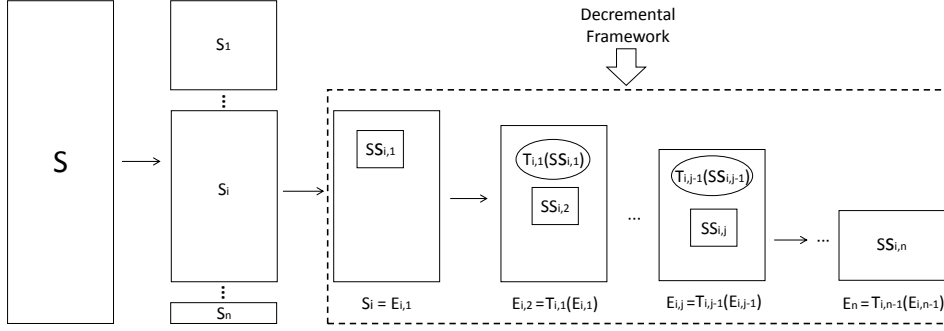 Decremental
Framework
S
S1
Si
Sn
SSi,1
Ti,1(SSi,1)
SSi,2
...
Ti,j-1(SSi,j-1)
SSi,j
...
SSi,n
Si = Ei,1
Ei,2 =Ti,1(Ei,1)
Ei,j =Ti,j-1(Ei,j-1)
En =Ti,n-1(Ei,n-1)